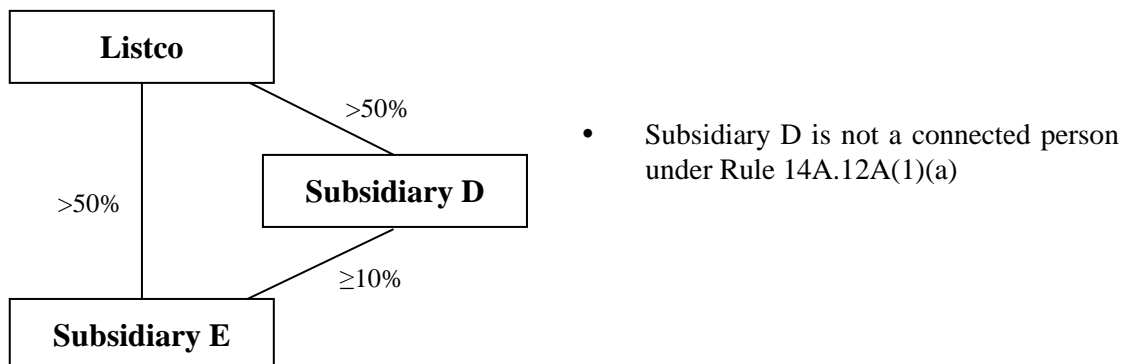 Listco
>50%
• Subsidiary D is not a connected person
under Rule 14A.12A(1)(a)
Subsidiary D
>50%
≥10%
Subsidiary E